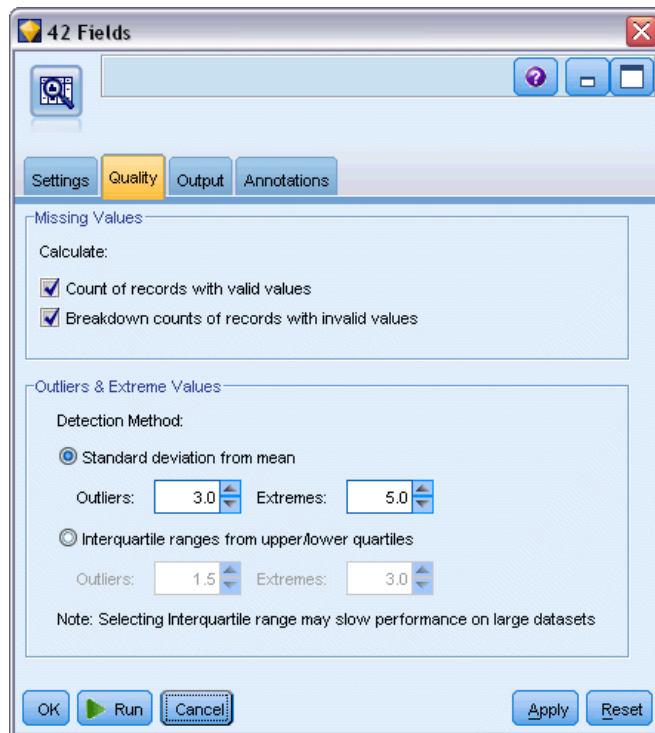 42 Fields
Settings Quality Output Annotations
Missing Values
Calculate:
Count of records with valid values
Breakdown counts of records with invalid values
Outliers & Extreme Values
Detection Method:
Standard deviation from mean
Outliers: 3.0 Extremes: 5.0
Interquartile ranges from upper/lower quartiles
Outliers: 1.5 Extremes: 3.0
Note: Selecting Interquartile range may slow performance on large datasets
OK Run Cancel Apply Reset